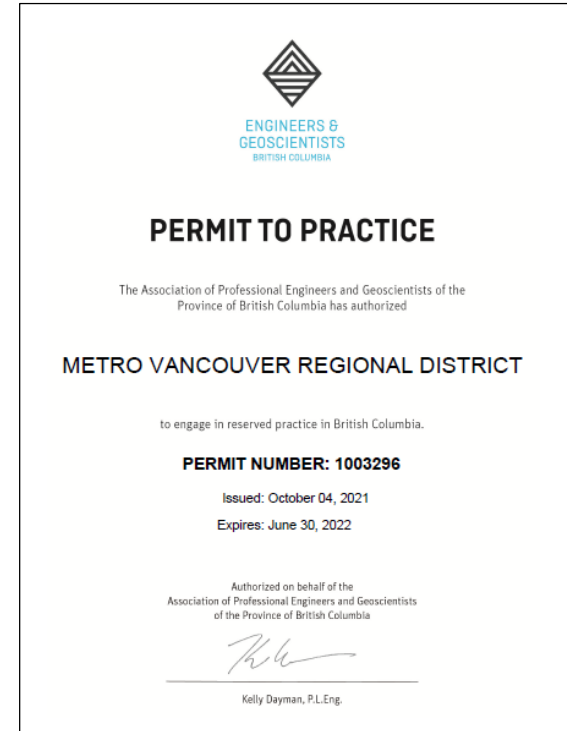 ENGINEERS &
GEOSCIENTISTS
BRITISH COLUMBIA
PERMIT TO PRACTICE
The Association of Professional Engineers and Geoscientists of the
Province of British Columbia has authorized
METRO VANCOUVER REGIONAL DISTRICT
to engage in reserved practice in British Columbia.
PERMIT NUMBER: 1003296
Issued: October 04, 2021
Expires: June 30, 2022
Authorized on behalf of the
Association of Professional Engineers and Geoscientists
of the Province of British Columbia
Kelly Dayman, P.L.Eng.